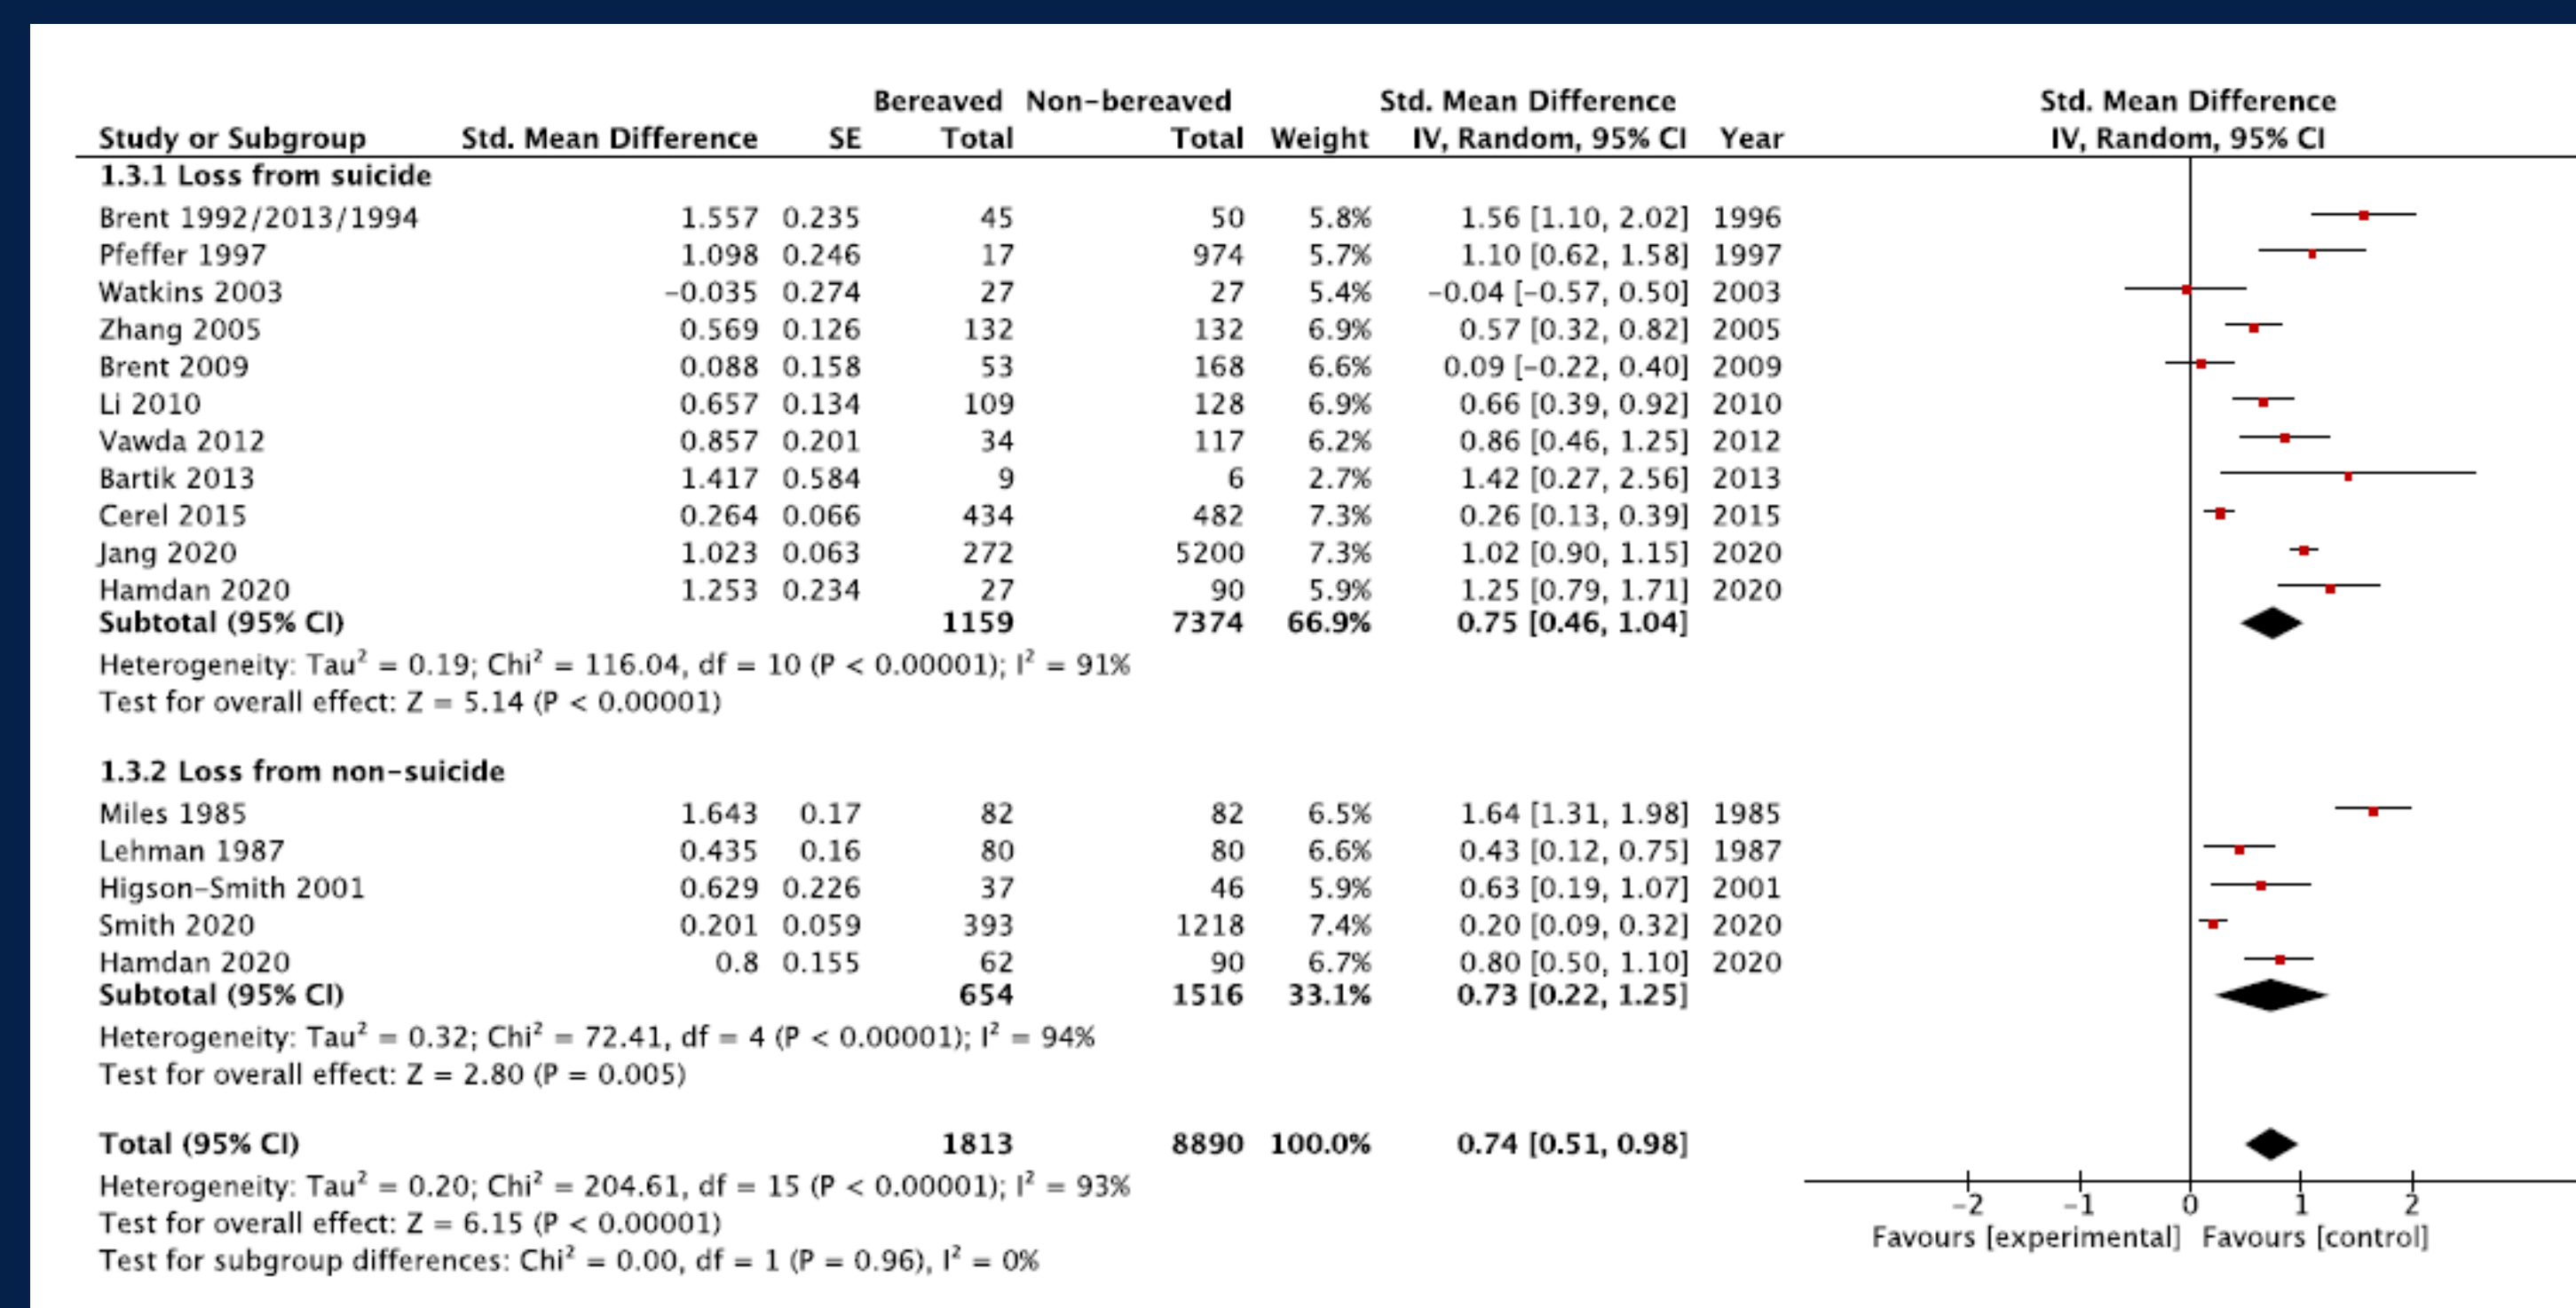 Bereaved Non-bereaved Std. Mean Difference Std. Mean Difference
Study or Subgroup Std. Mean Difference SE Total Total Weight IV, Random, 95% CI Year IV, Random, 95% CI
1.3.1 Loss from suicide
Brent 1992/2013/1994 1.557 0.235 45 50 5.8% 1.56 [1.10, 2.02] 1996
Pfeffer 1997 1.098 0.246 17 974 5.7% 1.10 [0.62, 1.58] 1997
Watkins 2003 −0.035 0.274 27 27 5.4% −0.04 [−0.57, 0.50] 2003
Zhang 2005 0.569 0.126 132 132 6.9% 0.57 [0.32, 0.82] 2005
Brent 2009 0.088 0.158 53 168 6.6% 0.09 [−0.22, 0.40] 2009
Li 2010 0.657 0.134 109 128 6.9% 0.66 [0.39, 0.92] 2010
Vawda 2012 0.857 0.201 34 117 6.2% 0.86 [0.46, 1.25] 2012
Bartik 2013 1.417 0.584 9 6 2.7% 1.42 [0.27, 2.56] 2013
Cerel 2015 0.264 0.066 434 482 7.3% 0.26 [0.13, 0.39] 2015
Jang 2020 1.023 0.063 272 5200 7.3% 1.02 [0.90, 1.15] 2020
Hamdan 2020 1.253 0.234 27 90 5.9% 1.25 [0.79, 1.71] 2020
Subtotal (95% CI) 1159 7374 66.9% 0.75 [0.46, 1.04]
Heterogeneity: Tau² = 0.19; Chi² = 116.04, df = 10 (P < 0.00001); I² = 91%
Test for overall effect: Z = 5.14 (P < 0.00001)
1.3.2 Loss from non-suicide
Miles 1985 1.643 0.17 82 82 6.5% 1.64 [1.31, 1.98] 1985
Lehman 1987 0.435 0.16 80 80 6.6% 0.43 [0.12, 0.75] 1987
Higson-Smith 2001 0.629 0.226 37 46 5.9% 0.63 [0.19, 1.07] 2001
Smith 2020 0.201 0.059 393 1218 7.4% 0.20 [0.09, 0.32] 2020
Hamdan 2020 0.8 0.155 62 90 6.7% 0.80 [0.50, 1.10] 2020
Subtotal (95% CI) 654 1516 33.1% 0.73 [0.22, 1.25]
Heterogeneity: Tau² = 0.32; Chi² = 72.41, df = 4 (P < 0.00001); I² = 94%
Test for overall effect: Z = 2.80 (P = 0.005)
Total (95% CI) 1813 8890 100.0% 0.74 [0.51, 0.98]
Heterogeneity: Tau² = 0.20; Chi² = 204.61, df = 15 (P < 0.00001); I² = 93%
−2 −1 0 1 2
Test for overall effect: Z = 6.15 (P < 0.00001)
Favours [experimental] Favours [control]
Test for subgroup differences: Chi² = 0.00, df = 1 (P = 0.96), I² = 0%